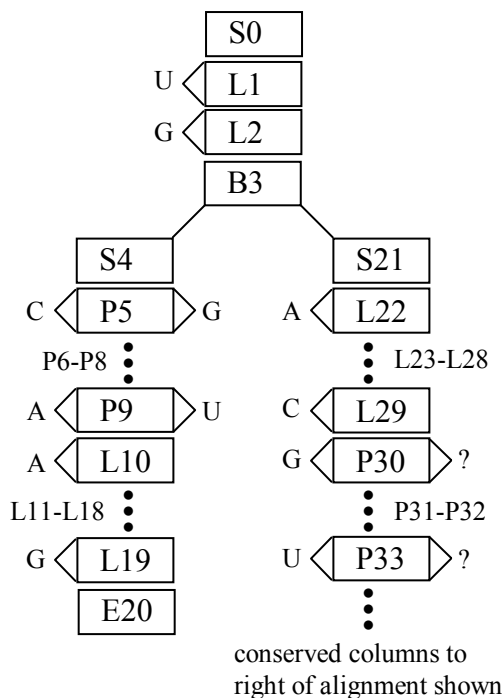 S0
U L1
G L2
B3
S4 S21
C P5 G A L22
P6-P8 L23-L28
A P9 U C L29
A L10 G P30 ?
L11-L18 P31-P32
G L19 U P33 ?
E20
conserved columns to
right of alignment shown